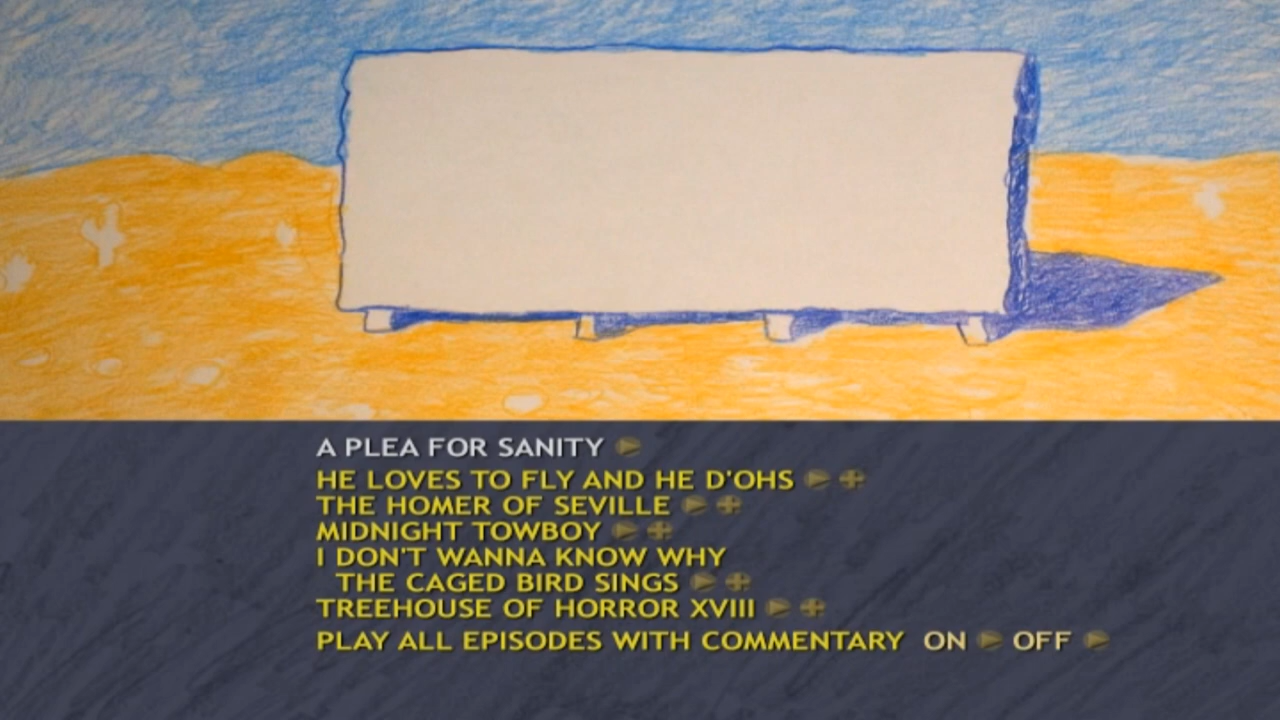 A PLEA FOR SANITY
HE LOVES TO FLY AND HE D'OHS
THE HOMER OF SEVILLE
MIDNIGHT TOWBOY
I DON'T WANNA KNOW WHY
THE CAGED BIRD SINGS
TREEHOUSE OF HORROR XVIII
PLAY ALL EPISODES WITH COMMENTARY ON OFF